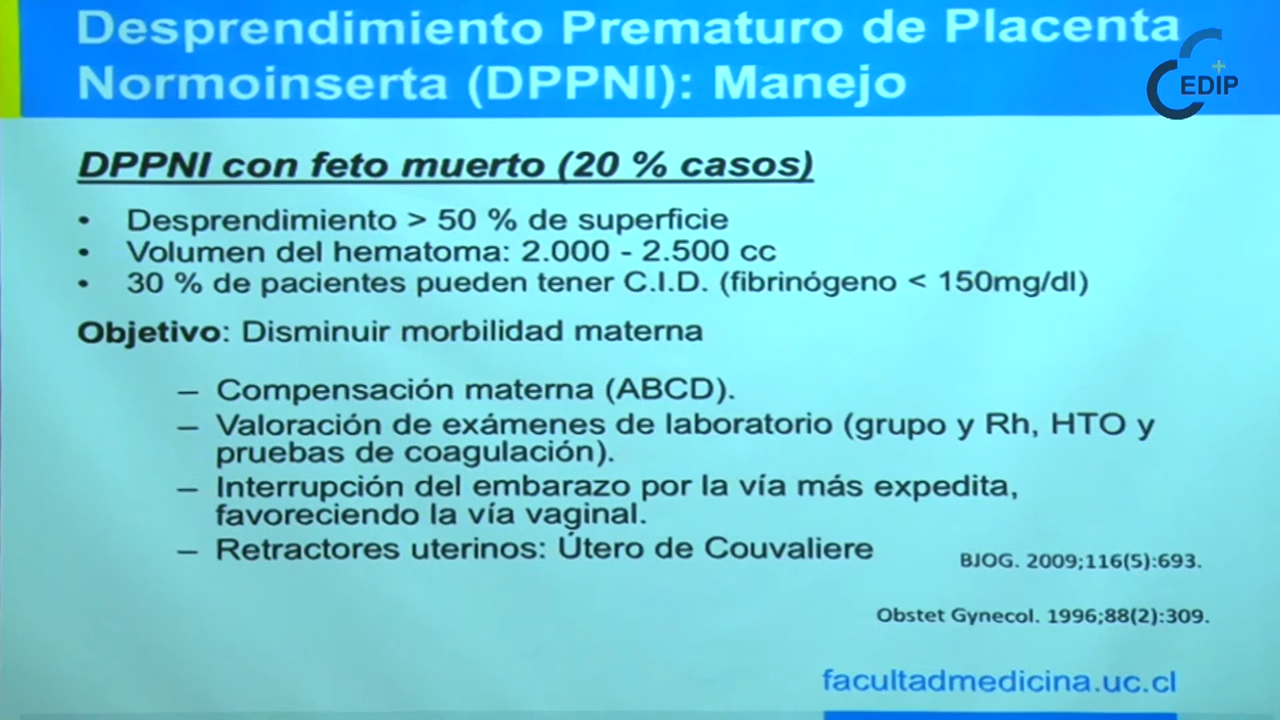 Desprendimiento Prematuro de Placenta
Normoinserta (DPPNI): Manejo
CEDIP
DPPNI con feto muerto (20 % casos)
• Desprendimiento > 50 % de superficie
• Volumen del hematoma: 2.000 - 2.500 cc
• 30 % de pacientes pueden tener C.I.D. (fibrinógeno < 150mg/dl)
Objetivo: Disminuir morbilidad materna
– Compensación materna (ABCD).
– Valoración de exámenes de laboratorio (grupo y Rh, HTO y
pruebas de coagulación).
– Interrupción del embarazo por la vía más expedita,
favoreciendo la vía vaginal.
– Retractores uterinos: Útero de Couvaliere
BJOG. 2009;116(5):693.
Obstet Gynecol. 1996;88(2):309.
facultadmedicina.uc.cl